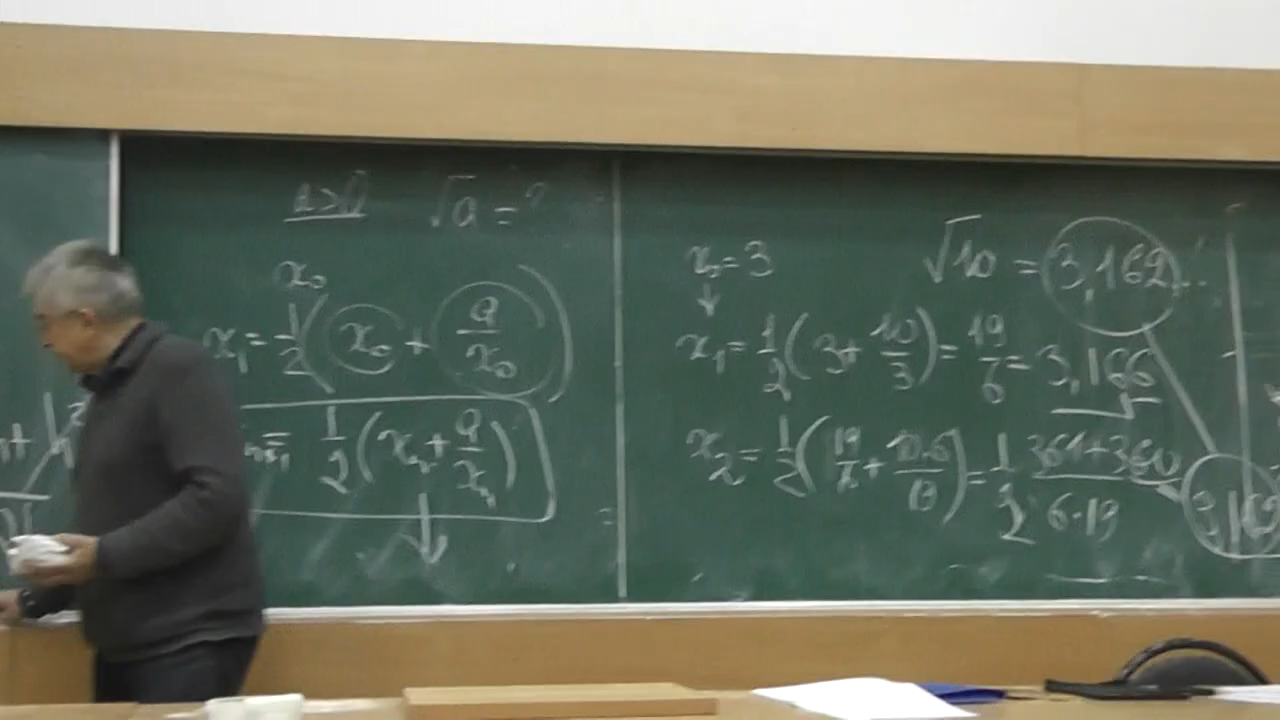 a>0 √a = ?
x₀
x₁ = 1/2 (x₀ + a/x₀)
1/2 (xₙ + a/xₙ)
x₀ = 3
√10 = 3,162...
x₁ = 1/2 (3 + 10/3) = 19/6 = 3,166
x₂ = 1/2 (19/6 + 10·6/19) = 1/2 361+360/6·19
3,162